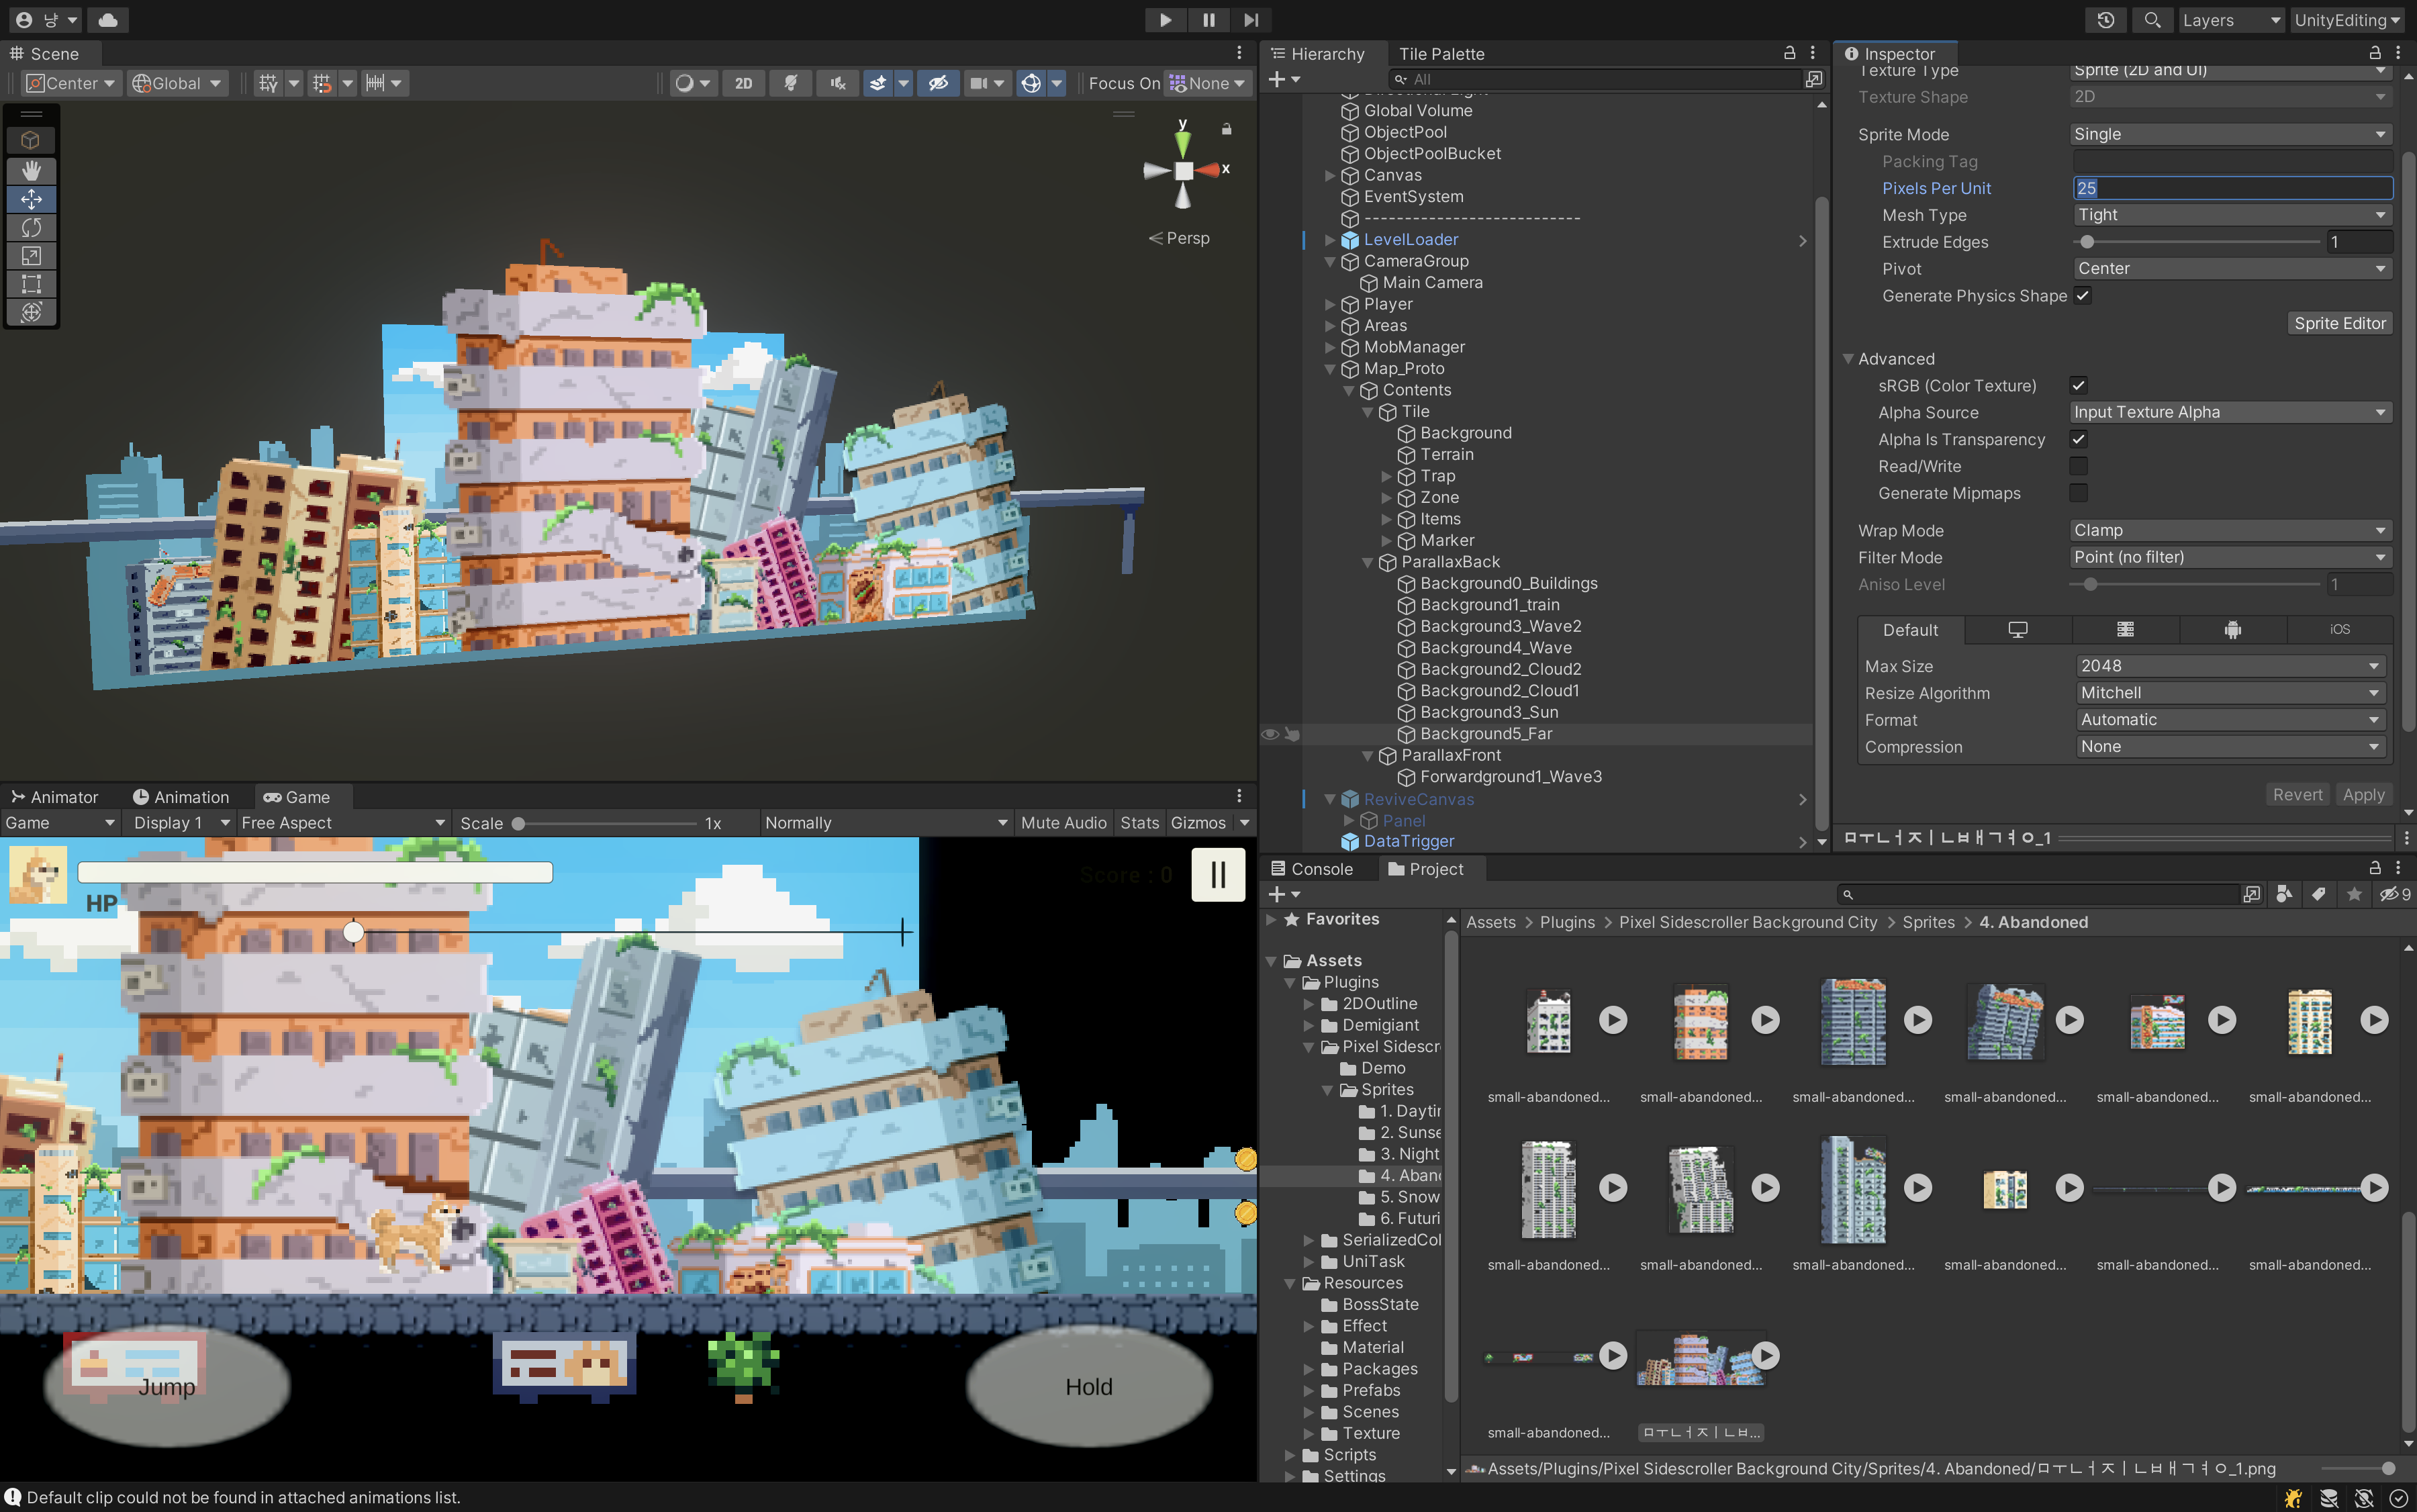 냥
Layers
UnityEditing
Scene
Center
Global
2D
Focus On
None
y
x
Persp
Hierarchy
Tile Palette
All
Global Volume
ObjectPool
ObjectPoolBucket
Canvas
EventSystem
---------------------------
LevelLoader
CameraGroup
Main Camera
Player
Areas
MobManager
Map_Proto
Contents
Tile
Background
Terrain
Trap
Zone
Items
Marker
ParallaxBack
Background0_Buildings
Background1_train
Background3_Wave2
Background4_Wave
Background2_Cloud2
Background2_Cloud1
Background3_Sun
Background5_Far
ParallaxFront
Forwardground1_Wave3
ReviveCanvas
Panel
DataTrigger
Inspector
Texture Type
Sprite (2D and UI)
Texture Shape
2D
Sprite Mode
Single
Packing Tag
Pixels Per Unit
25
Mesh Type
Tight
Extrude Edges
1
Pivot
Center
Generate Physics Shape
Sprite Editor
Advanced
sRGB (Color Texture)
Alpha Source
Input Texture Alpha
Alpha Is Transparency
Read/Write
Generate Mipmaps
Wrap Mode
Clamp
Filter Mode
Point (no filter)
Aniso Level
1
Default
iOS
Max Size
2048
Resize Algorithm
Mitchell
Format
Automatic
Compression
None
Revert
Apply
ㅁㅜㄴㅓㅈㅣㄴㅂㅐㄱㅕㅇ_1
Animator
Animation
Game
Game
Display 1
Free Aspect
Scale
1x
Normally
Mute Audio
Stats
Gizmos
HP
Score : 0
Jump
Hold
Console
Project
9
Favorites
Assets
Plugins
2DOutline
Demigiant
Pixel Sidescr
Demo
Sprites
1. Daytin
2. Sunse
3. Night
4. Aband
5. Snow
6. Futuri
SerializedCol
UniTask
Resources
BossState
Effect
Material
Packages
Prefabs
Scenes
Texture
Scripts
Settings
Assets > Plugins > Pixel Sidescroller Background City > Sprites > 4. Abandoned
small-abandoned...
small-abandoned...
small-abandoned...
small-abandoned...
small-abandoned...
small-abandoned...
small-abandoned...
small-abandoned...
small-abandoned...
small-abandoned...
small-abandoned...
small-abandoned...
small-abandoned...
ㅁㅜㄴㅓㅈㅣㄴㅂ...
Assets/Plugins/Pixel Sidescroller Background City/Sprites/4. Abandoned/ㅁㅜㄴㅓㅈㅣㄴㅂㅐㄱㅕㅇ_1.png
Default clip could not be found in attached animations list.